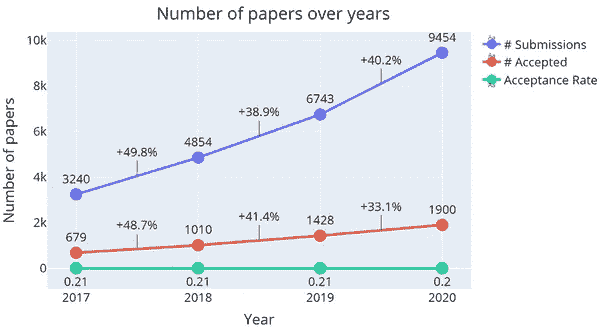 Number of papers over years
10k
8k
6k
4k
2k
0
Number of papers
3240
4854
6743
9454
+49.8%
+38.9%
+40.2%
679
1010
1428
1900
+48.7%
+41.4%
+33.1%
0.21
0.21
0.21
0.2
2017
2018
2019
2020
Year
# Submissions
# Accepted
Acceptance Rate